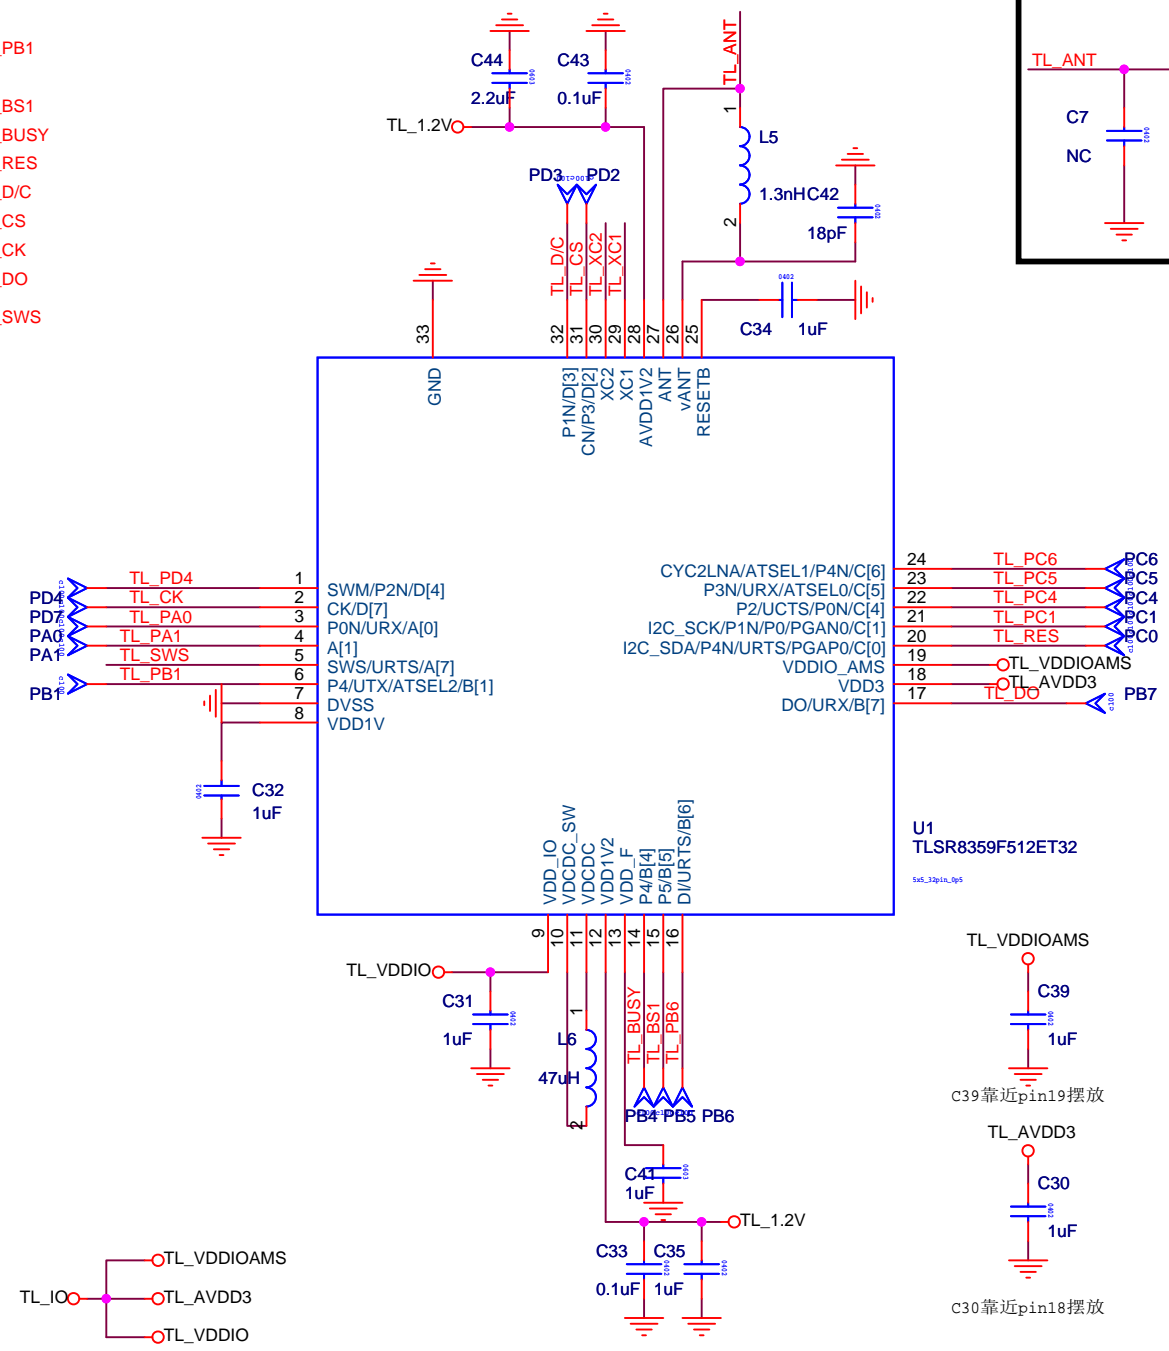 _PB1
_BS1
_BUSY
_RES
_D/C
_CS
_CK
_DO
_SWS
C44
2.2uF
C43
0.1uF
TL_1.2V
TL_ANT
1
L5
1.3nH
2
C42
18pF
TL_ANT
C7
NC
PD3
PD2
TL_D/C
TL_CS
TL_XC2
TL_XC1
C34
1uF
33
32
31
30
29
28
27
26
25
GND
P1N/D[3]
CN/P3/D[2]
XC2
XC1
AVDD1V2
ANT
vANT
RESETB
PD4
PD7
PA0
PA1
PB1
TL_PD4
TL_CK
TL_PA0
TL_PA1
TL_SWS
TL_PB1
1
2
3
4
5
6
7
8
SWM/P2N/D[4]
CK/D[7]
P0N/URX/A[0]
A[1]
SWS/URTS/A[7]
P4/UTX/ATSEL2/B[1]
DVSS
VDD1V
C32
1uF
CYC2LNA/ATSEL1/P4N/C[6]
P3N/URX/ATSEL0/C[5]
P2/UCTS/P0N/C[4]
I2C_SCK/P1N/P0/PGAN0/C[1]
I2C_SDA/P4N/URTS/PGAP0/C[0]
VDDIO_AMS
VDD3
DO/URX/B[7]
24
23
22
21
20
19
18
17
TL_PC6
TL_PC5
TL_PC4
TL_PC1
TL_RES
TL_VDDIOAMS
TL_AVDD3
TL_DO
PC6
PC5
PC4
PC1
PC0
PB7
U1
TLSR8359F512ET32
5x5_32pin_0p5
VDD_IO
VDCDC_SW
VDCDC
VDD1V2
VDD_F
P4/B[4]
P5/B[5]
DI/URTS/B[6]
9
10
11
12
13
14
15
16
TL_VDDIO
C31
1uF
1
L6
47uH
2
TL_BUSY
TL_BS1
TL_PB6
PB4
PB5
PB6
C41
1uF
TL_1.2V
C33
0.1uF
C35
1uF
TL_VDDIOAMS
C39
1uF
C39靠近pin19摆放
TL_AVDD3
C30
1uF
C30靠近pin18摆放
TL_IO
TL_VDDIOAMS
TL_AVDD3
TL_VDDIO